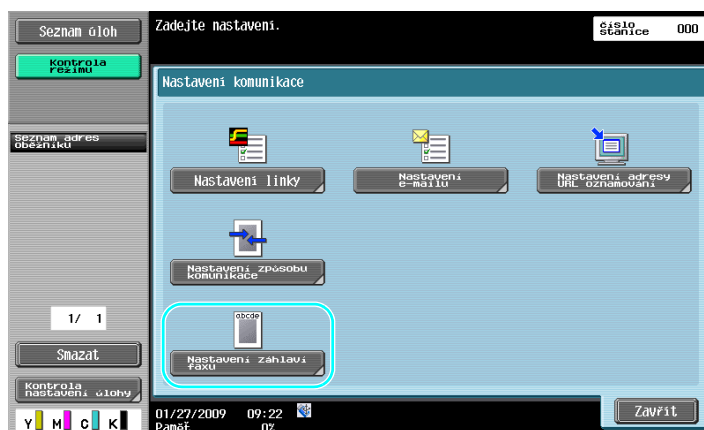 Seznam úloh
Zadejte nastavení.
číslo
stanice
000
Kontrola
režimu
Nastavení komunikace
Seznam adres
oběžníku
Nastavení linky
Nastavení
e-mailu
Nastavení adresy
URL oznamování
Nastavení způsobu
komunikace
abcde
1/ 1
Smazat
Nastavení záhlaví
faxu
Kontrola
nastavení úlohy
01/27/2009 09:22
Zavřít
Y M C K
Paměť 0%